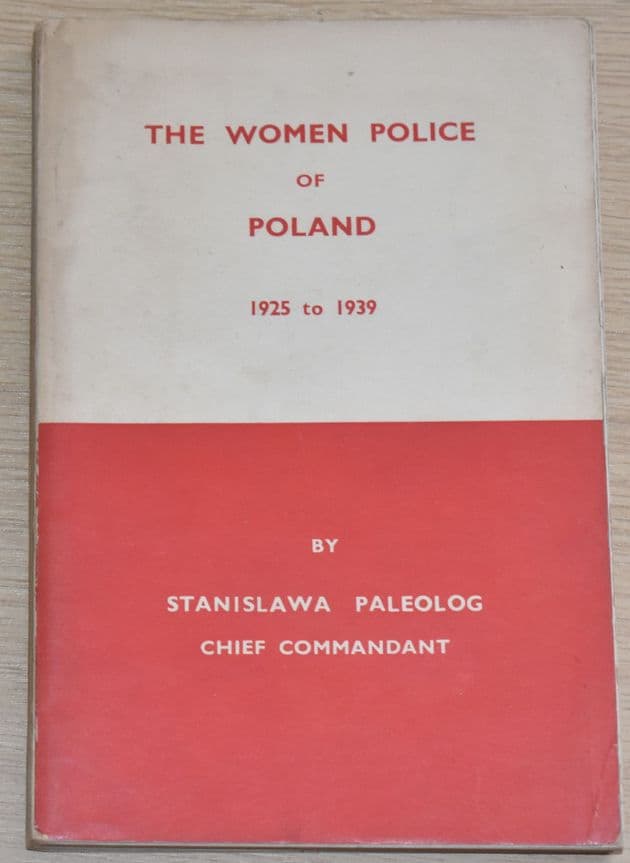 THE WOMEN POLICE
OF
POLAND
1925 to 1939
BY
STANISLAWA PALEOLOG
CHIEF COMMANDANT